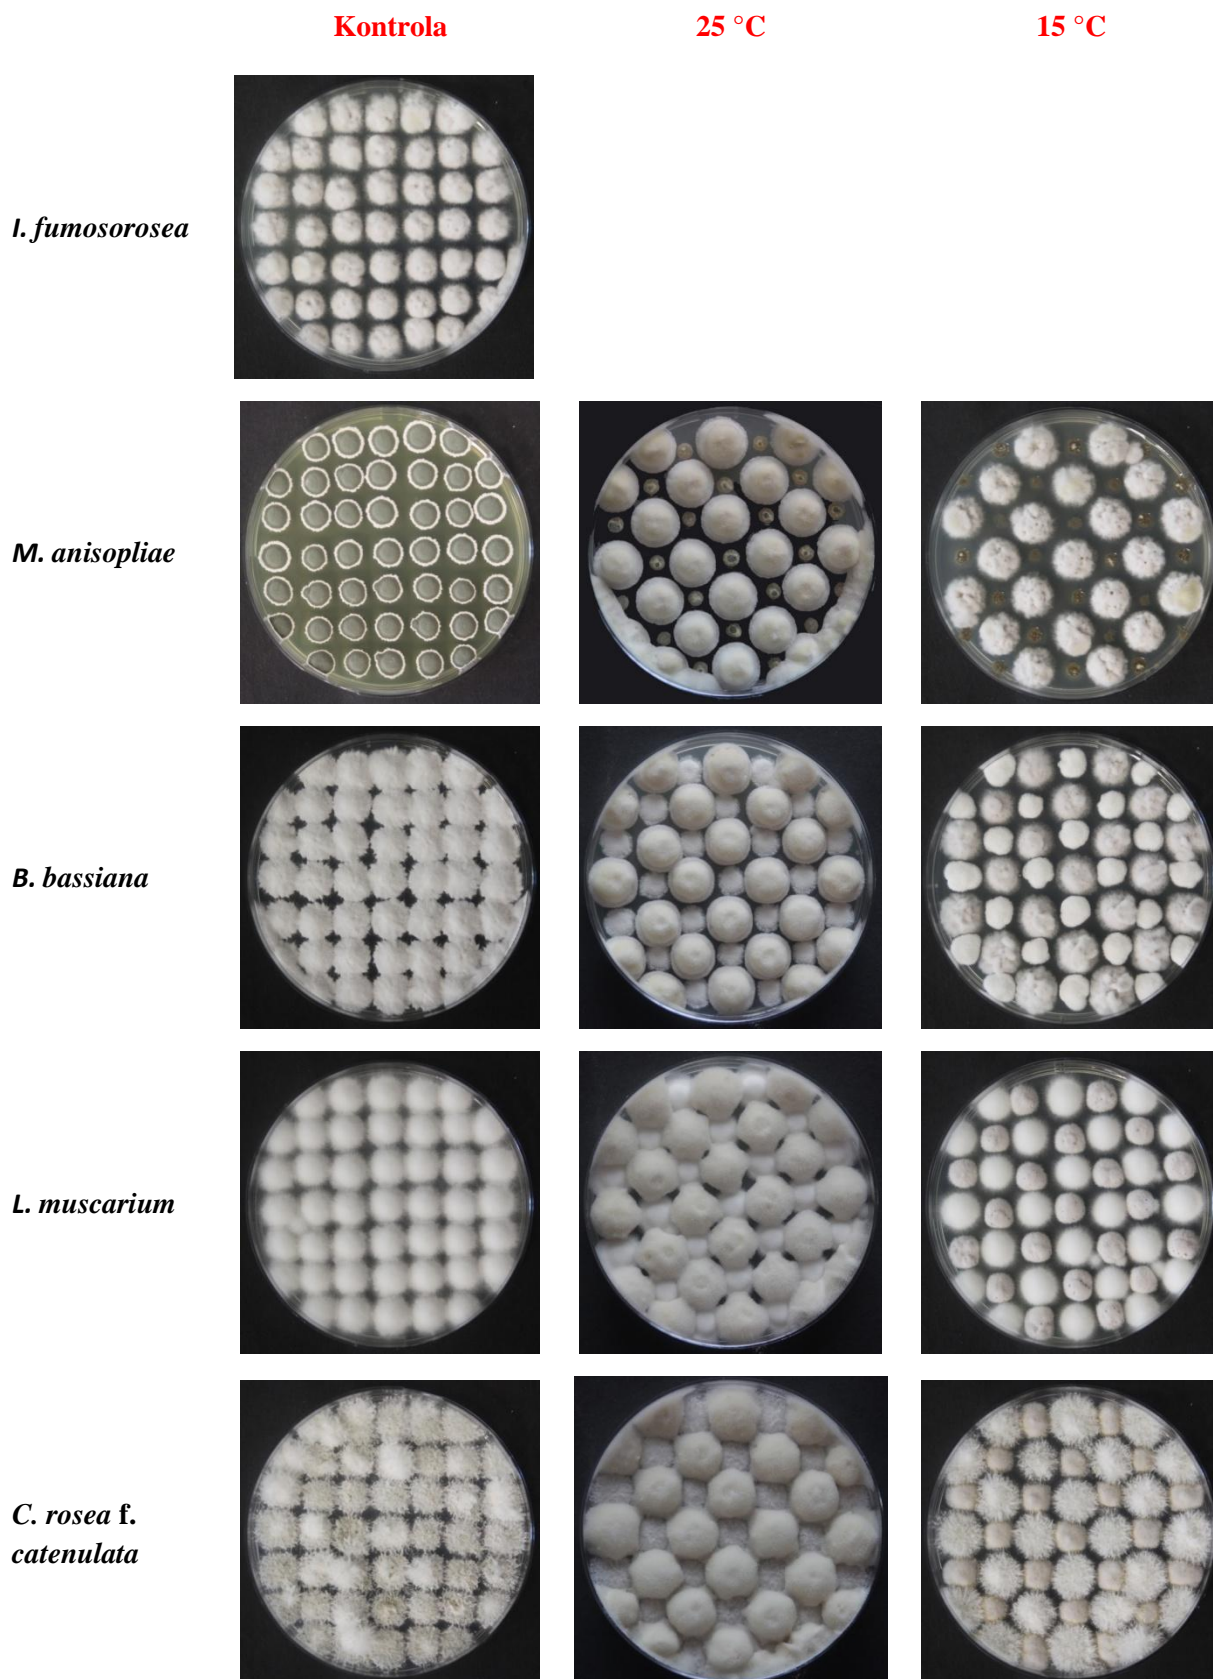 Kontrola 25 °C 15 °C
I. fumosorosea
M. anisopliae
B. bassiana
L. muscarium
C. rosea f.
catenulata